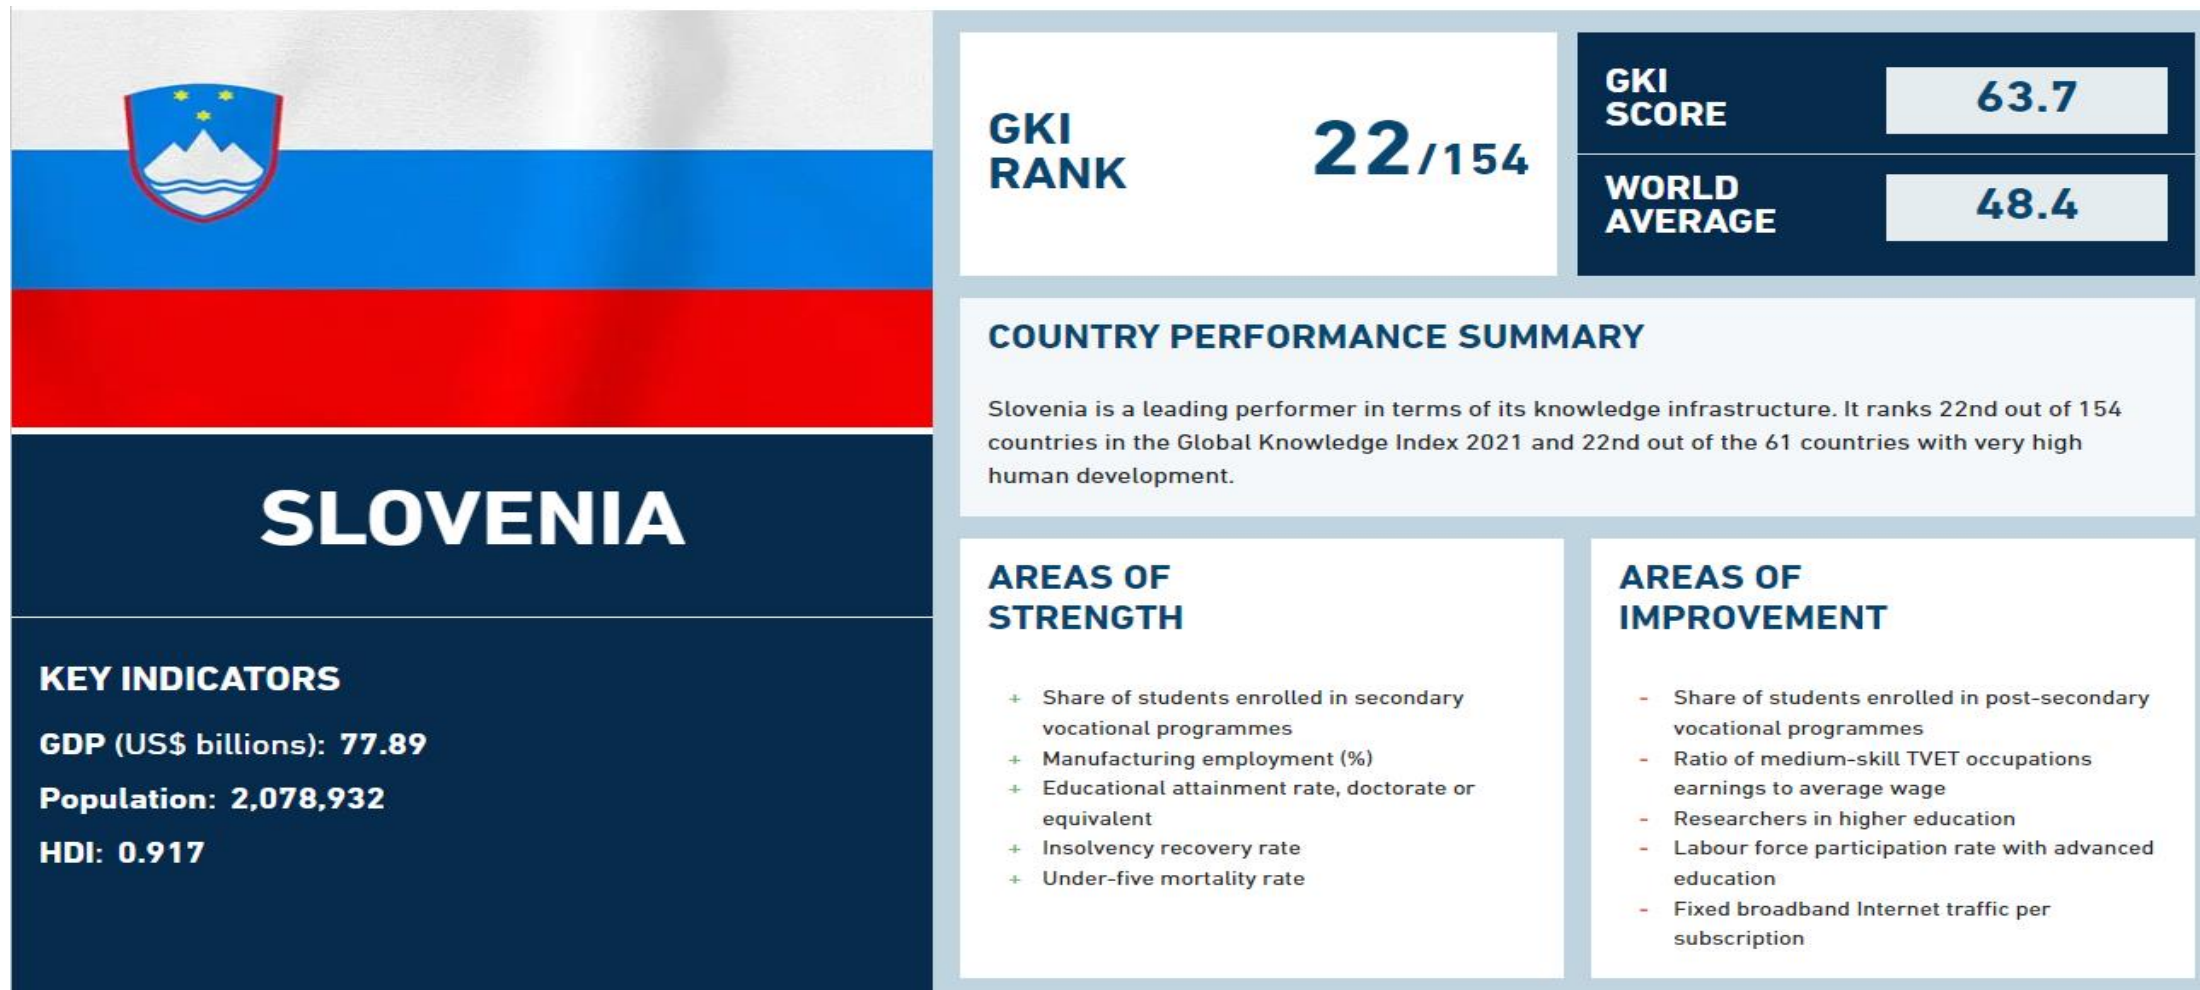 SLOVENIA
KEY INDICATORS
GDP (US$ billions): 77.89
Population: 2,078,932
HDI: 0.917
GKI
RANK
22/154
GKI
SCORE
63.7
WORLD
AVERAGE
48.4
COUNTRY PERFORMANCE SUMMARY
Slovenia is a leading performer in terms of its knowledge infrastructure. It ranks 22nd out of 154
countries in the Global Knowledge Index 2021 and 22nd out of the 61 countries with very high
human development.
AREAS OF
STRENGTH
+ Share of students enrolled in secondary
vocational programmes
+ Manufacturing employment (%)
+ Educational attainment rate, doctorate or
equivalent
+ Insolvency recovery rate
+ Under-five mortality rate
AREAS OF
IMPROVEMENT
- Share of students enrolled in post-secondary
vocational programmes
- Ratio of medium-skill TVET occupations
earnings to average wage
- Researchers in higher education
- Labour force participation rate with advanced
education
- Fixed broadband Internet traffic per
subscription